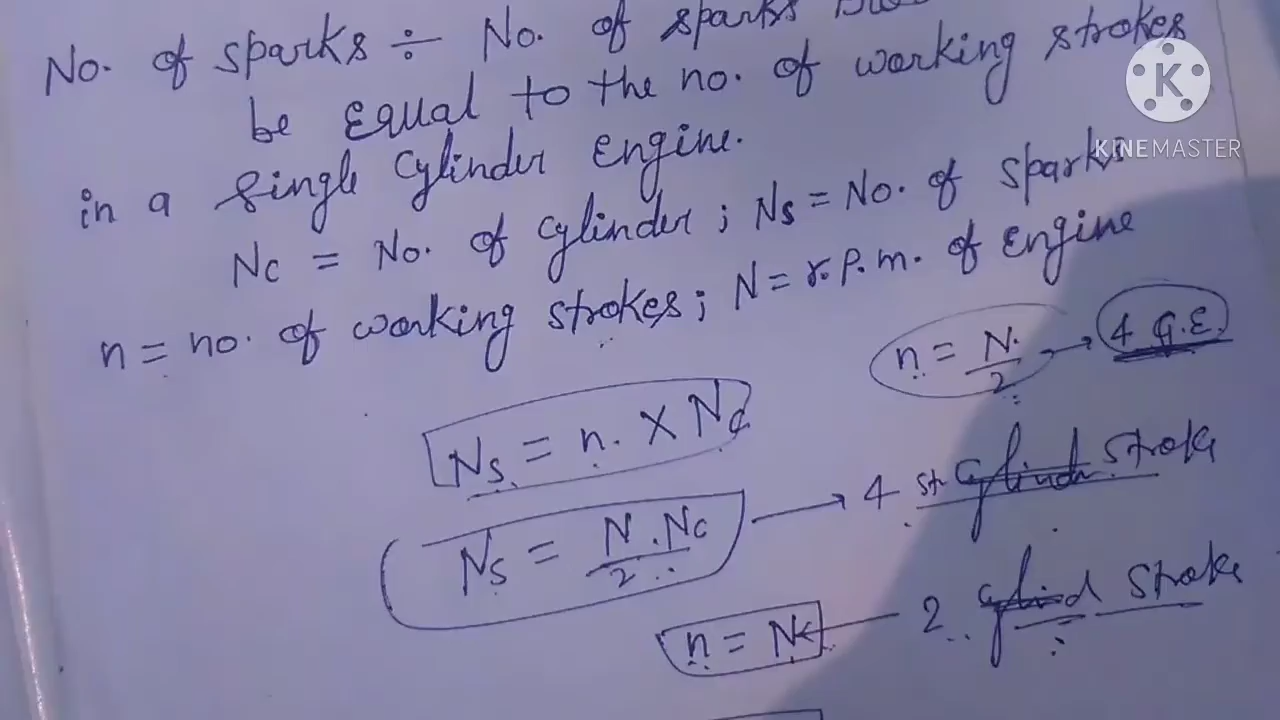 No. of sparks ÷ No. of sparks
be Equal to the no. of working strokes
in a Single Cylinder Engine.
Nc = No. of Cylinder ; Ns = No. of sparks
n = no. of working strokes ; N = r.p.m. of Engine
n = N/2 → 4 G.E.
Ns = n. X Nc
Ns = N.Nc/2 → 4 Stroke
n = N ← 2 Stroke
KINEMASTER